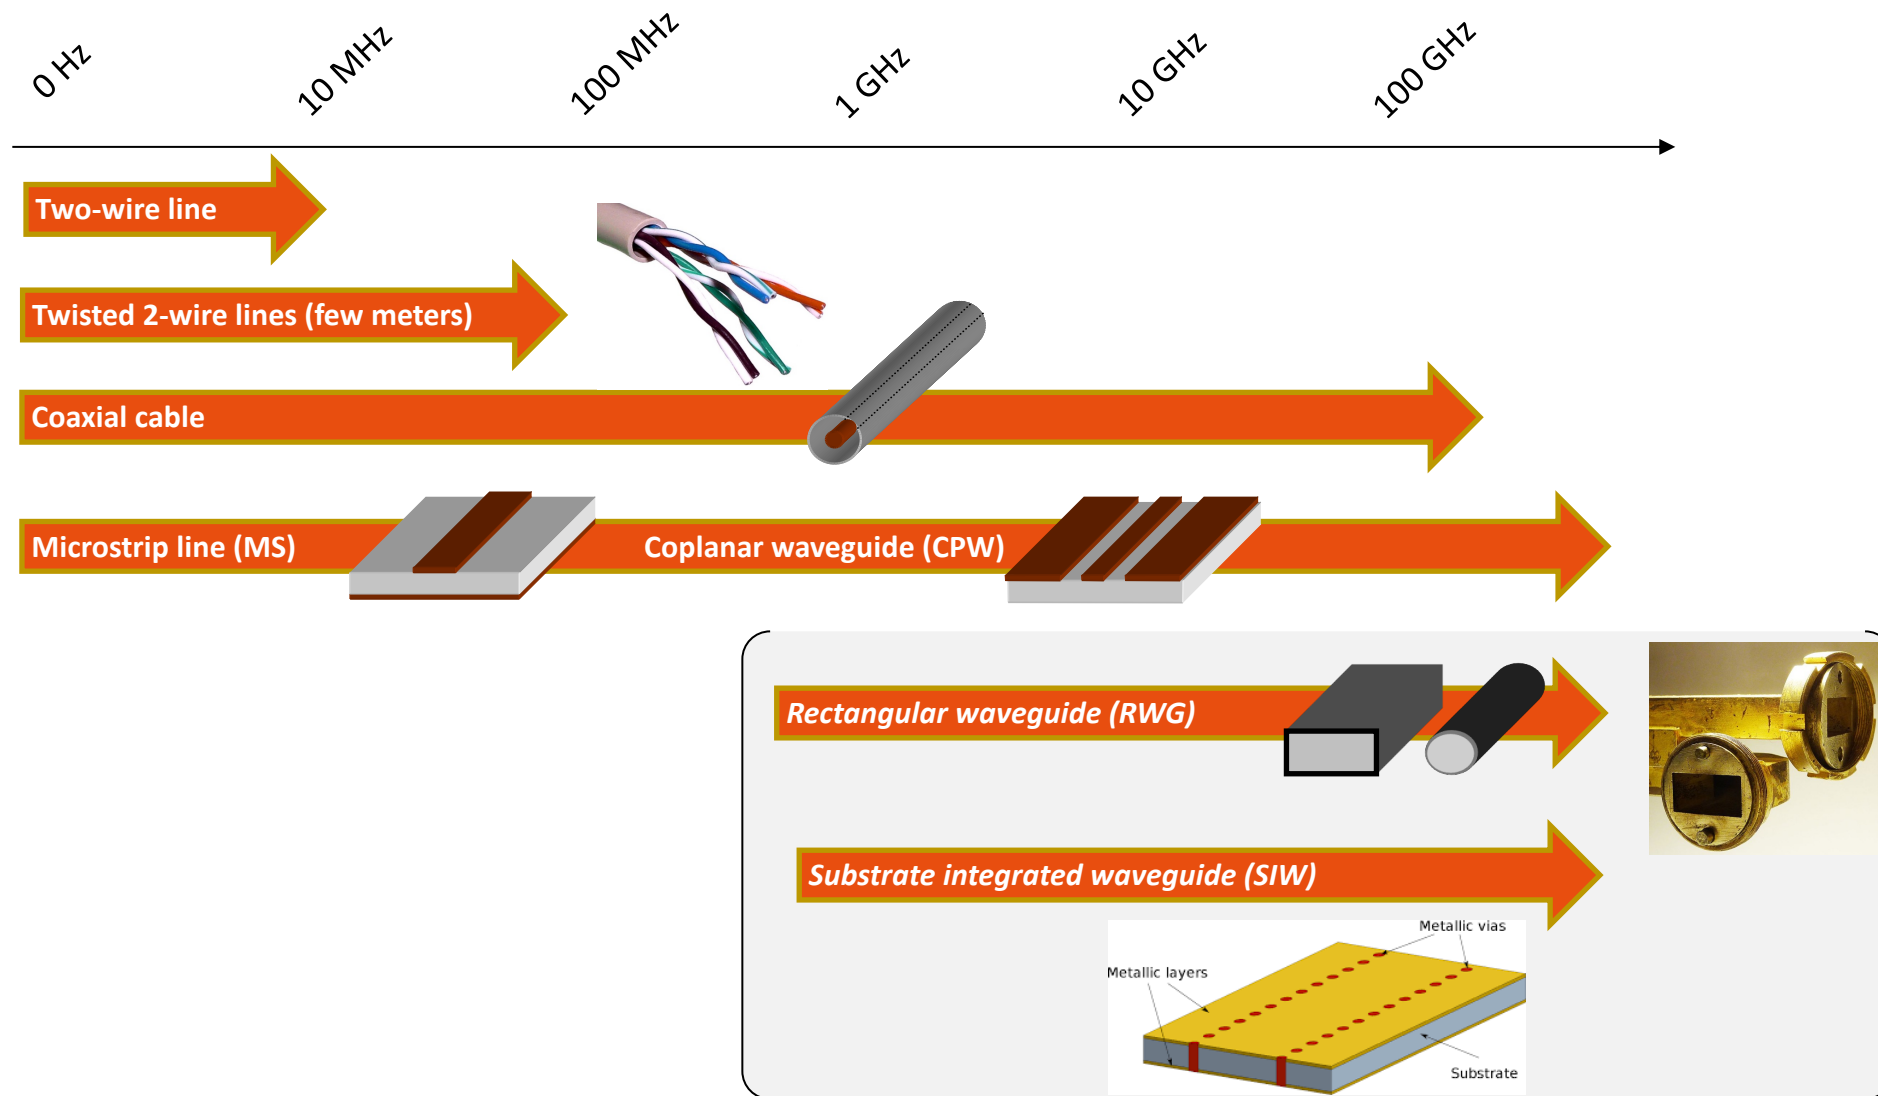 0 Hz
10 MHz
100 MHz
1 GHz
10 GHz
100 GHz
Two-wire line
Twisted 2-wire lines (few meters)
Coaxial cable
Microstrip line (MS)
Coplanar waveguide (CPW)
Rectangular waveguide (RWG)
Substrate integrated waveguide (SIW)
Metallic vias
Metallic layers
Substrate